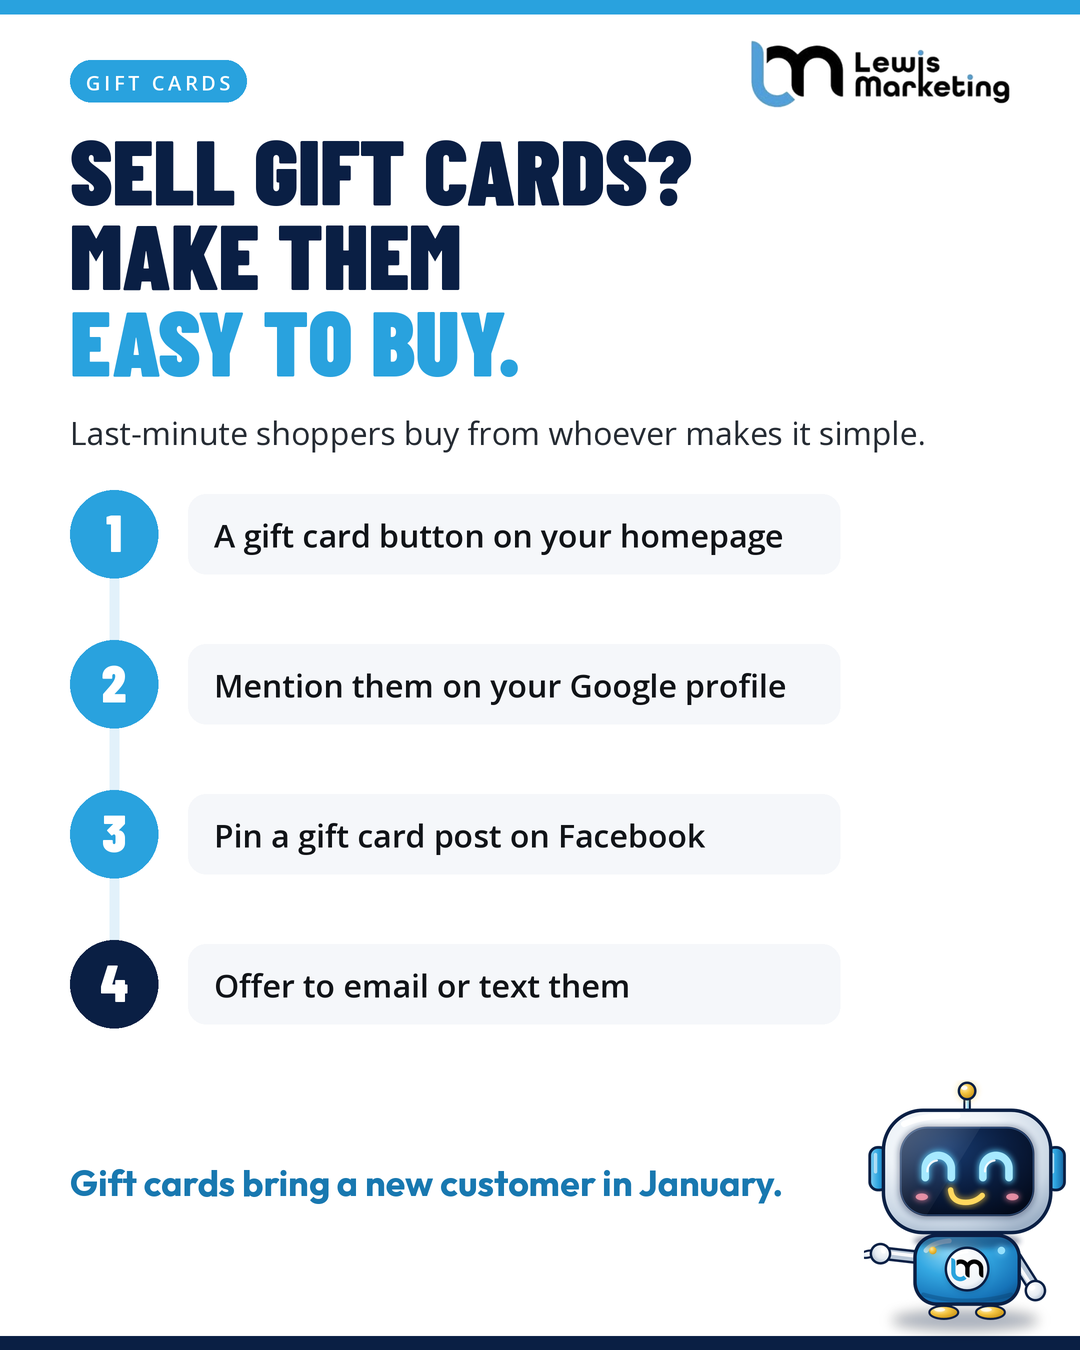 GIFT CARDS
Lewis
Marketing
SELL GIFT CARDS?
MAKE THEM
EASY TO BUY.
Last-minute shoppers buy from whoever makes it simple.
1
A gift card button on your homepage
2
Mention them on your Google profile
3
Pin a gift card post on Facebook
4
Offer to email or text them
Gift cards bring a new customer in January.